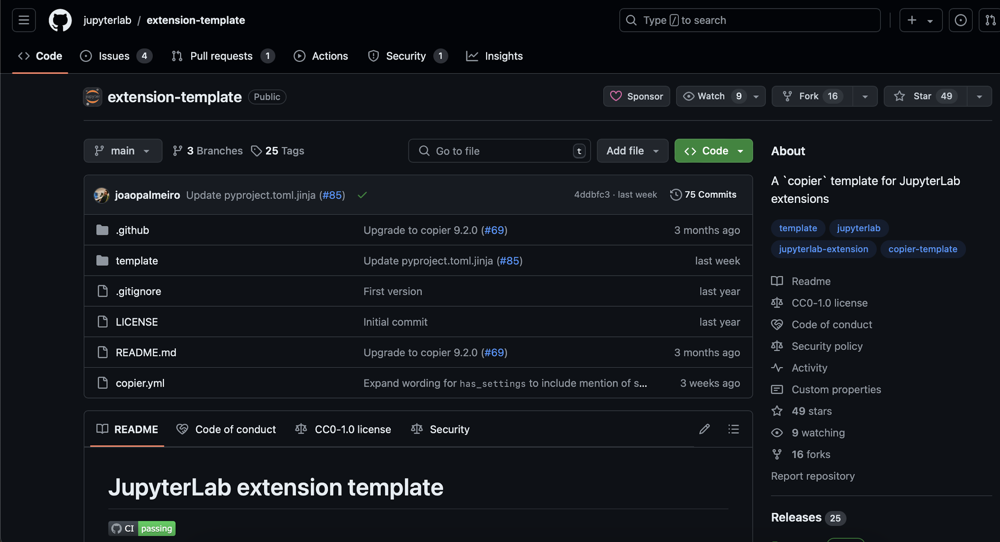 jupyterlab / extension-template
Type / to search
Code
Issues 4
Pull requests 1
Actions
Security 1
Insights
jupyter
extension-template Public
Sponsor
Watch 9
Fork 16
Star 49
main
3 Branches
25 Tags
Go to file t
Add file
Code
joaopalmeiro Update pyproject.toml.jinja (#85)
4ddbfc3 · last week
75 Commits
.github Upgrade to copier 9.2.0 (#69) 3 months ago
template Update pyproject.toml.jinja (#85) last week
.gitignore First version last year
LICENSE Initial commit last year
README.md Upgrade to copier 9.2.0 (#69) 3 months ago
copier.yml Expand wording for has_settings to include mention of s... 3 weeks ago
README
Code of conduct
CC0-1.0 license
Security
JupyterLab extension template
CI passing
About
A `copier` template for JupyterLab
extensions
template jupyterlab
jupyterlab-extension copier-template
Readme
CC0-1.0 license
Code of conduct
Security policy
Activity
Custom properties
49 stars
9 watching
16 forks
Report repository
Releases 25